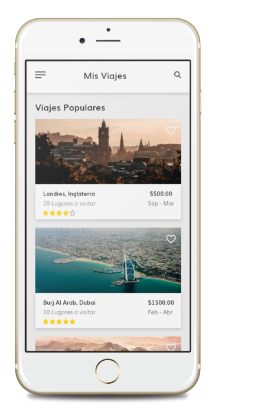 Mis Viajes
Viajes Populares
Londres, Inglaterra $500.00
20 Lugares a visitar Sep - Mar
Burj Al Arab, Dubai $1500.00
10 Lugares a visitar Feb - Abr